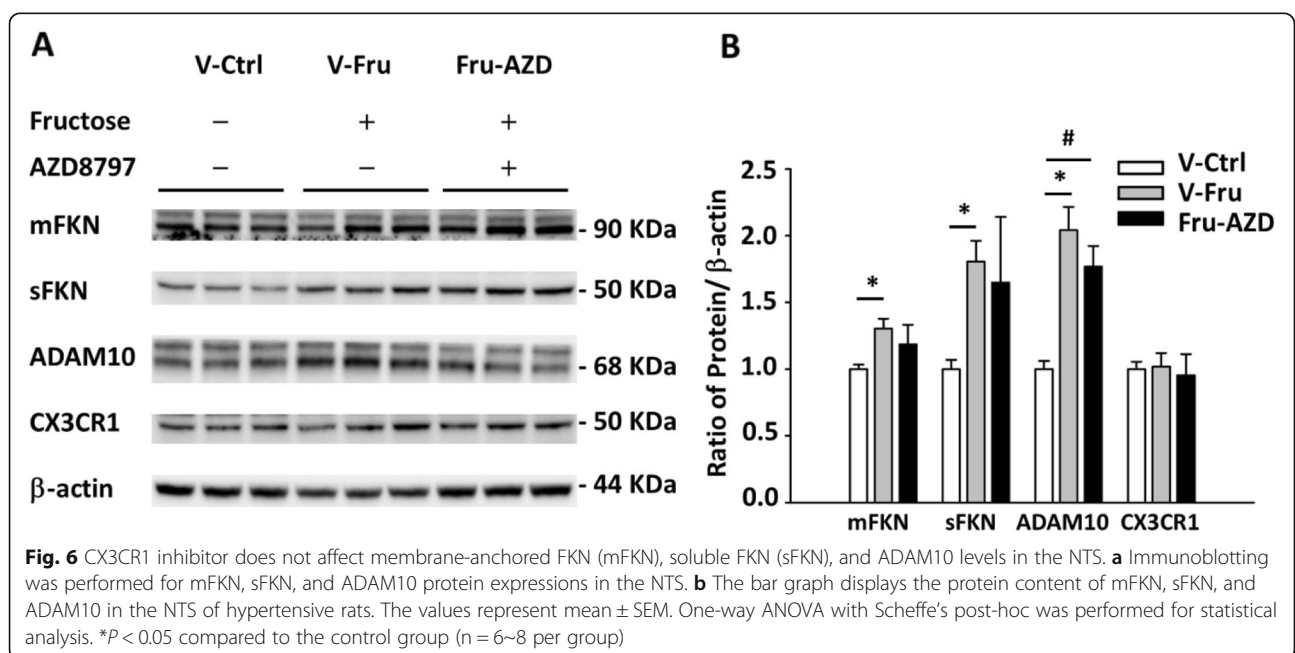 A
V-Ctrl V-Fru Fru-AZD
Fructose − + +
AZD8797 − − +
mFKN - 90 KDa
sFKN - 50 KDa
ADAM10 - 68 KDa
CX3CR1 - 50 KDa
β-actin - 44 KDa
B
Ratio of Protein/ β-actin
2.5
2.0
1.5
1.0
0.5
0.0
* * * #
V-Ctrl
V-Fru
Fru-AZD
mFKN sFKN ADAM10 CX3CR1
Fig. 6 CX3CR1 inhibitor does not affect membrane-anchored FKN (mFKN), soluble FKN (sFKN), and ADAM10 levels in the NTS. a Immunoblotting
was performed for mFKN, sFKN, and ADAM10 protein expressions in the NTS. b The bar graph displays the protein content of mFKN, sFKN, and
ADAM10 in the NTS of hypertensive rats. The values represent mean ± SEM. One-way ANOVA with Scheffe’s post-hoc was performed for statistical
analysis. *P < 0.05 compared to the control group (n = 6~8 per group)